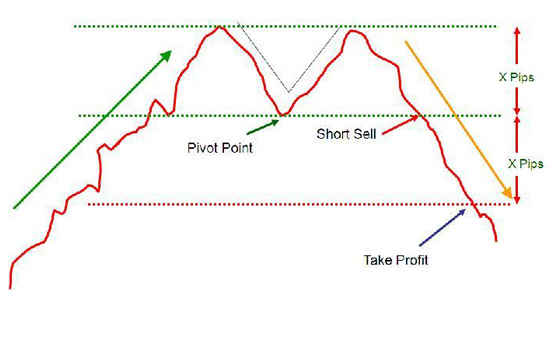 X Pips
Pivot Point
Short Sell
X Pips
Take Profit